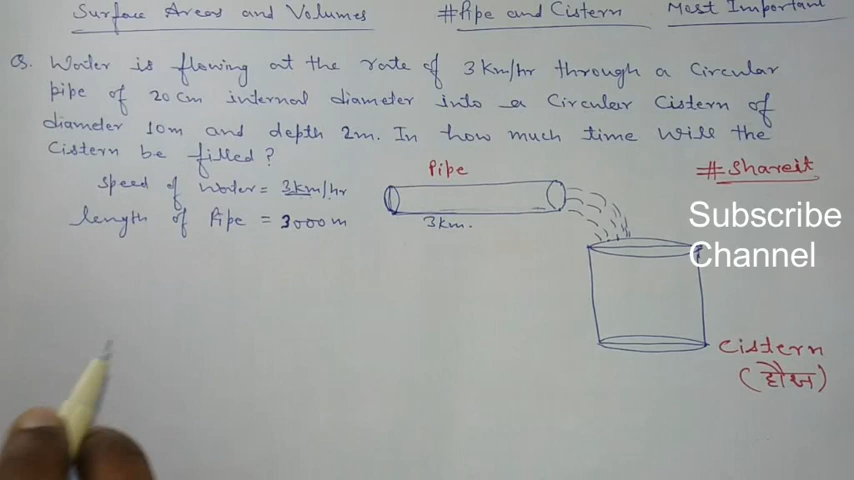 Surface Areas and Volumes #Pipe and Cistern Most Important
Q. Water is flowing at the rate of 3 km/hr through a Circular
pipe of 20 cm internal diameter into a Circular Cistern of
diameter 10m and depth 2m. In how much time will the
Cistern be filled?
Speed of Water = 3km/hr
length of Pipe = 3000m
Pipe
3km.
#Shareit
Subscribe
Channel
Cistern
(हौज)